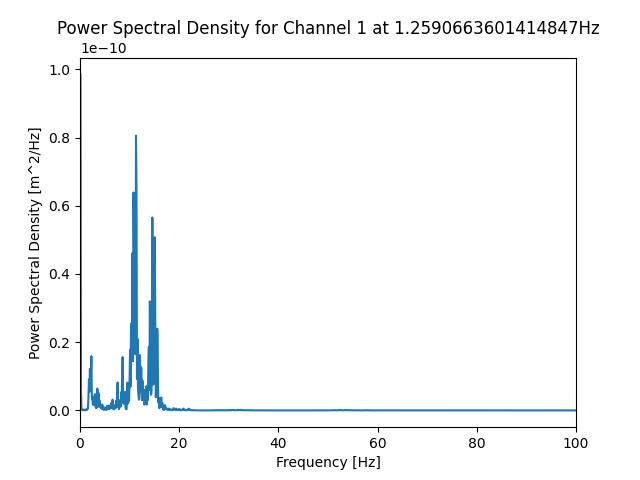 Power Spectral Density for Channel 1 at 1.2590663601414847Hz
1e−10
1.0
0.8
0.6
0.4
0.2
0.0
Power Spectral Density [m^2/Hz]
0 20 40 60 80 100
Frequency [Hz]